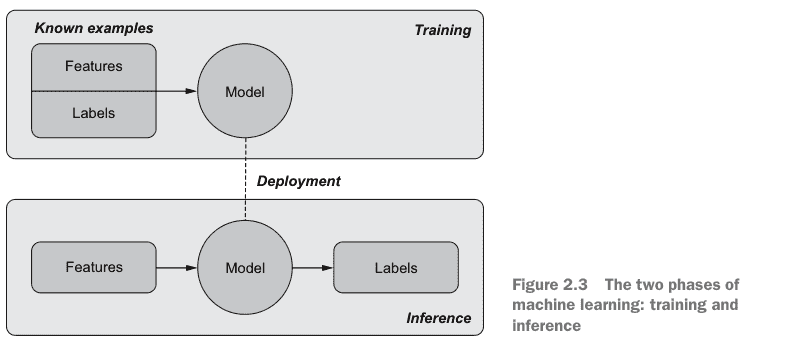 Known examples
Training
Features
Labels
Model
Deployment
Features
Model
Labels
Inference
Figure 2.3 The two phases of
machine learning: training and
inference